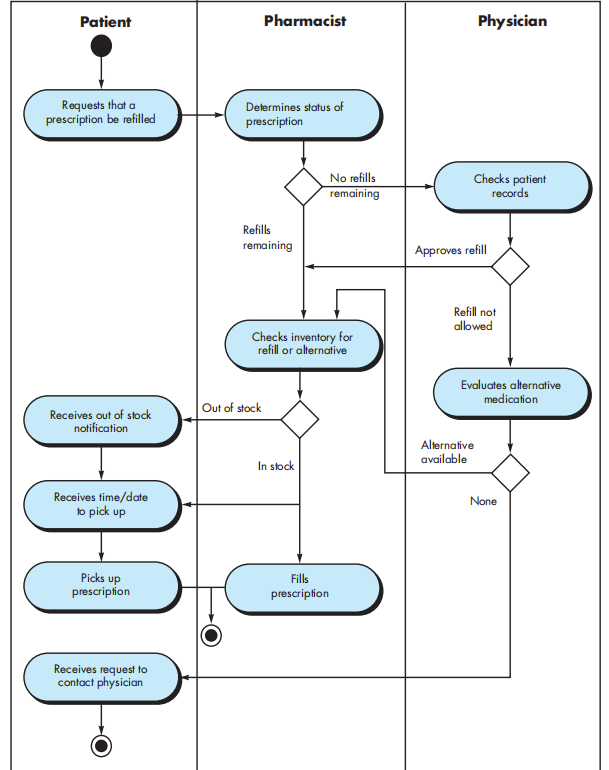 Patient
Pharmacist
Physician
Requests that a
prescription be refilled
Determines status of
prescription
No refills
remaining
Checks patient
records
Refills
remaining
Approves refill
Refill not
allowed
Checks inventory for
refill or alternative
Evaluates alternative
medication
Out of stock
Receives out of stock
notification
In stock
Alternative
available
None
Receives time/date
to pick up
Picks up
prescription
Fills
prescription
Receives request to
contact physician